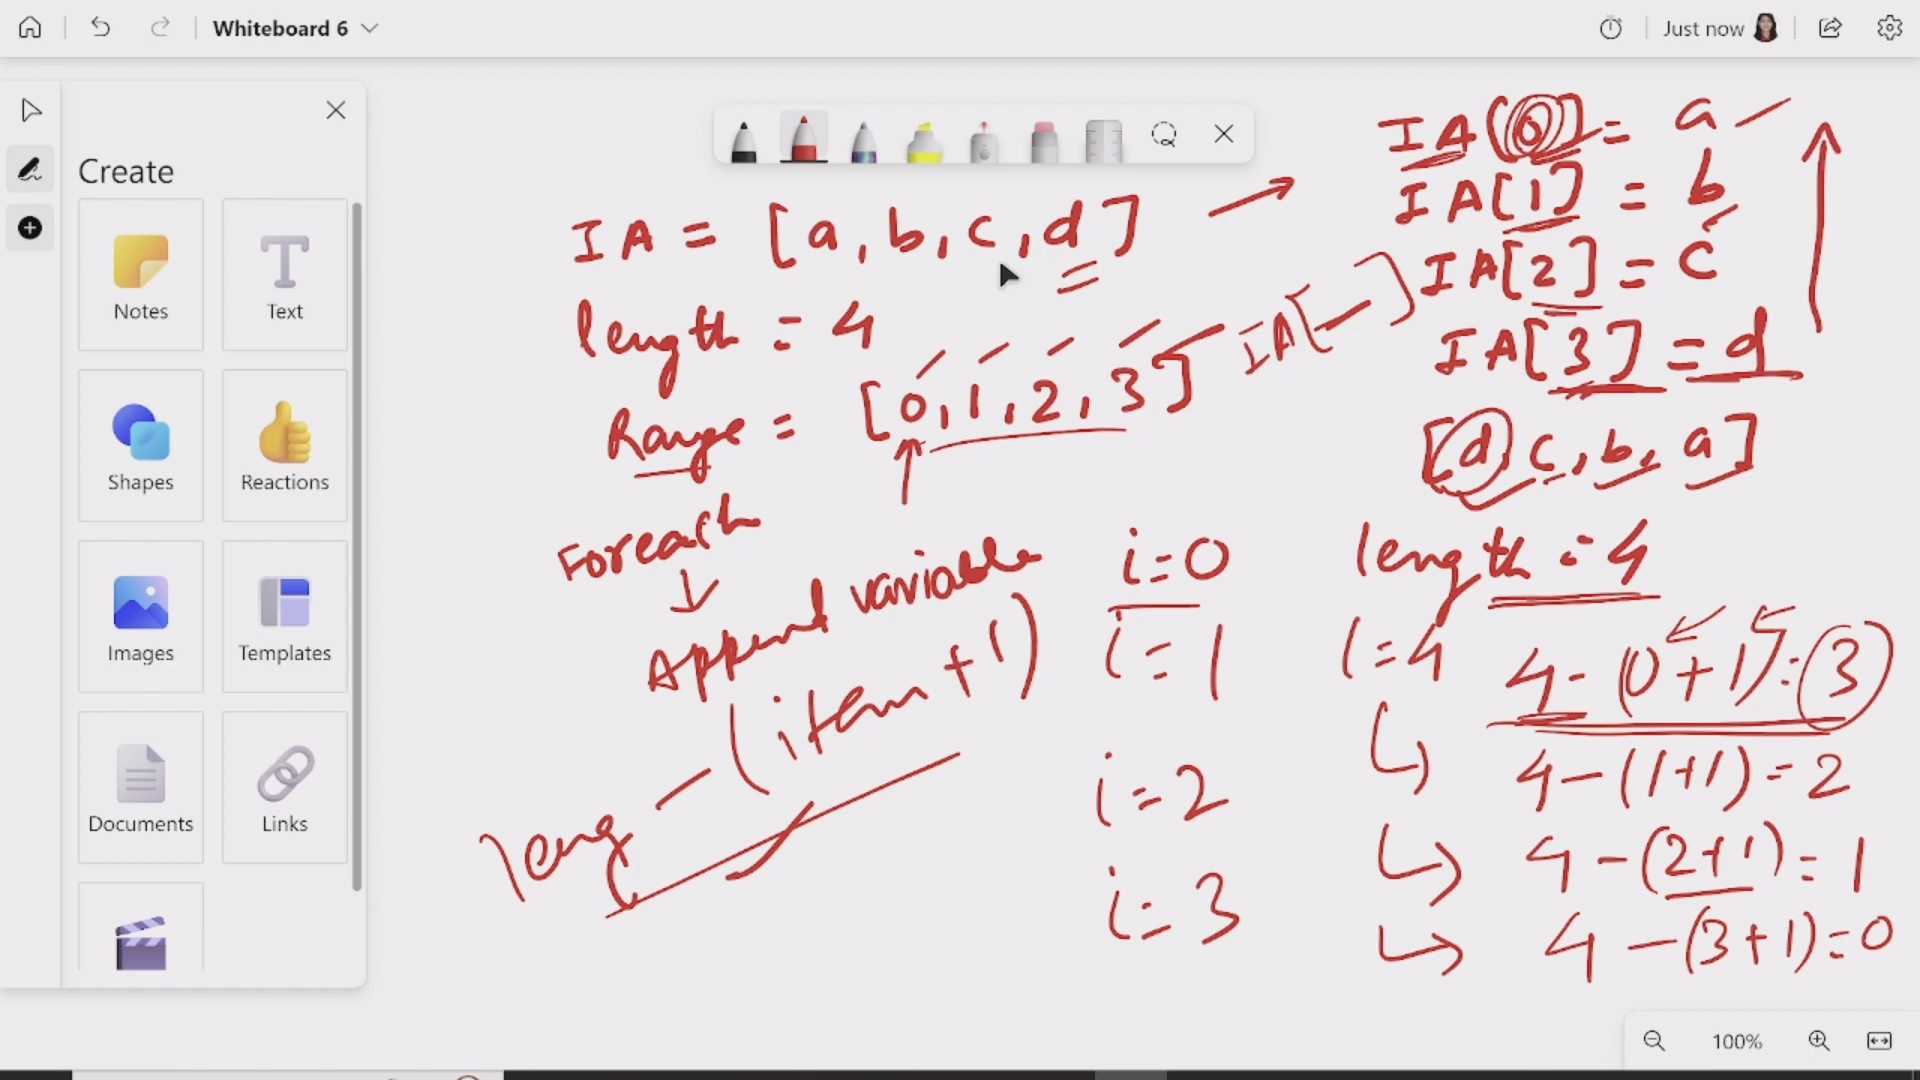 Whiteboard 6
Just now
Create
Notes
Text
Shapes
Reactions
Images
Templates
Documents
Links
IA = [a, b, c, d]
length = 4
Range = [0, 1, 2, 3]
IA[—]
Foreach
Append variable
leng — (item + 1)
i = 0
i = 1
i = 2
i = 3
IA[0] = a
IA[1] = b
IA[2] = c
IA[3] = d
[d, c, b, a]
length = 4
l = 4
4 - (0 + 1) = 3
4 - (1+1) = 2
4 - (2+1) = 1
4 - (3+1) = 0
100%